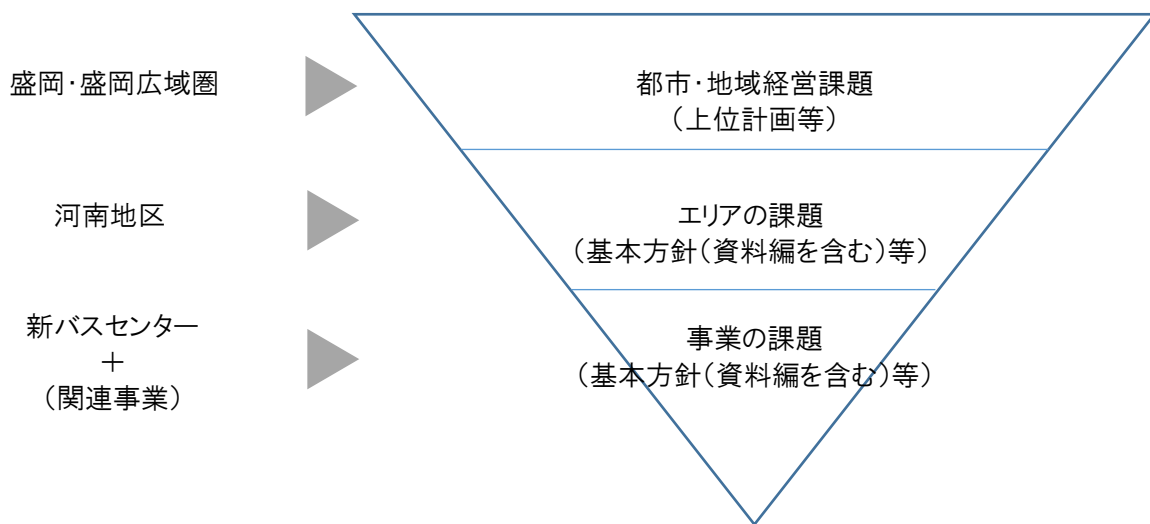 盛岡・盛岡広域圏
都市・地域経営課題
（上位計画等）
河南地区
エリアの課題
（基本方針（資料編を含む）等）
新バスセンター
＋
（関連事業）
事業の課題
（基本方針（資料編を含む）等）